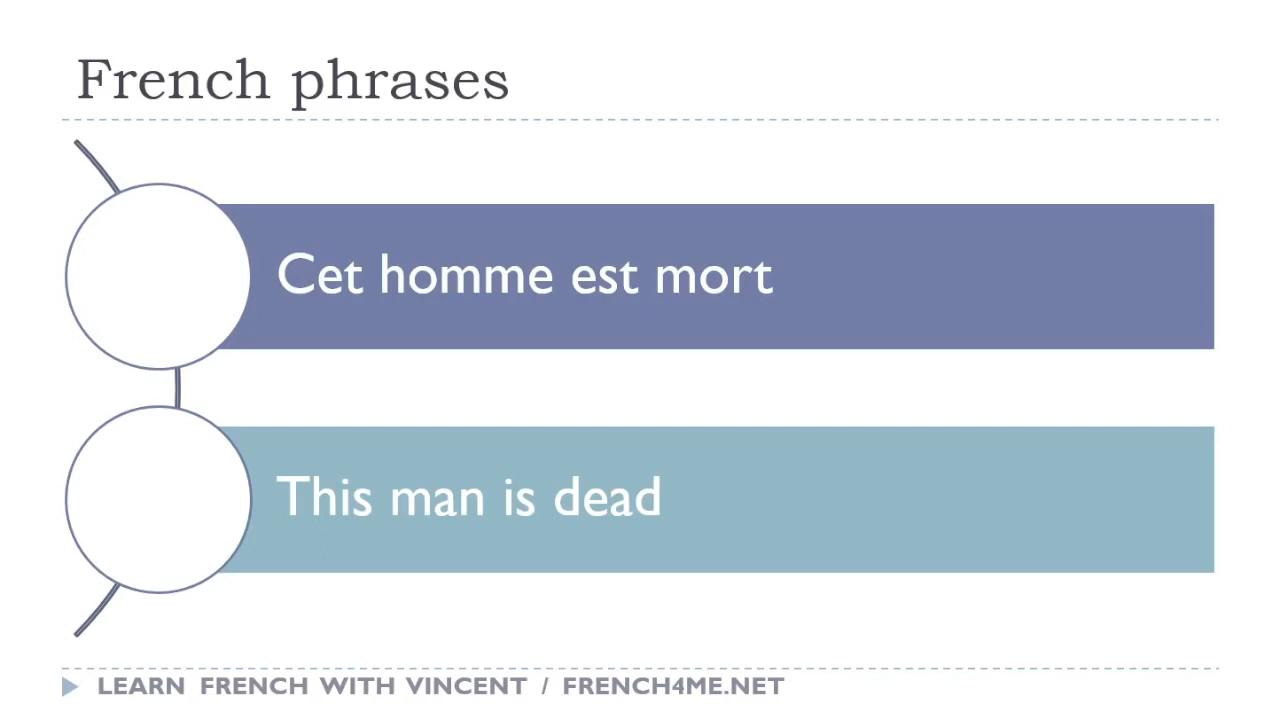 French phrases
Cet homme est mort
This man is dead
LEARN FRENCH WITH VINCENT / FRENCH4ME.NET